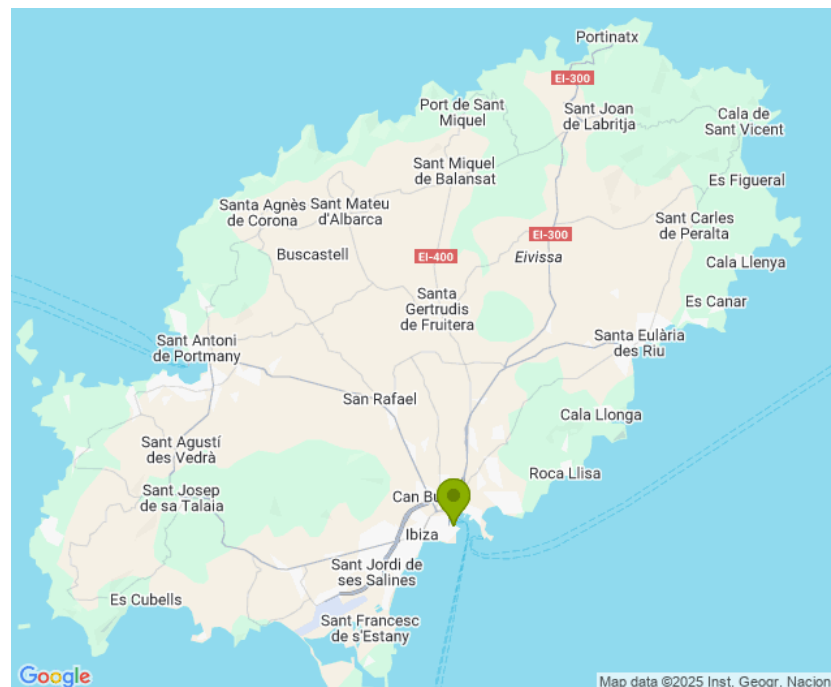 Portinatx
EI-300
Port de Sant
Miquel
Sant Joan
de Labritja
Cala de
Sant Vicent
Sant Miquel
de Balansat
Es Figueral
Santa Agnès
de Corona
Sant Mateu
d'Albarca
Sant Carles
de Peralta
EI-300
Buscastell
EI-400
Eivissa
Cala Llenya
Santa
Gertrudis
de Fruitera
Es Canar
Sant Antoni
de Portmany
Santa Eulària
des Riu
San Rafael
Cala Llonga
Sant Agustí
des Vedrà
Roca Llisa
Sant Josep
de sa Talaia
Can Bu
Ibiza
Sant Jordi de
ses Salines
Es Cubells
Sant Francesc
de s'Estany
Google
Map data ©2025 Inst. Geogr. Nacion